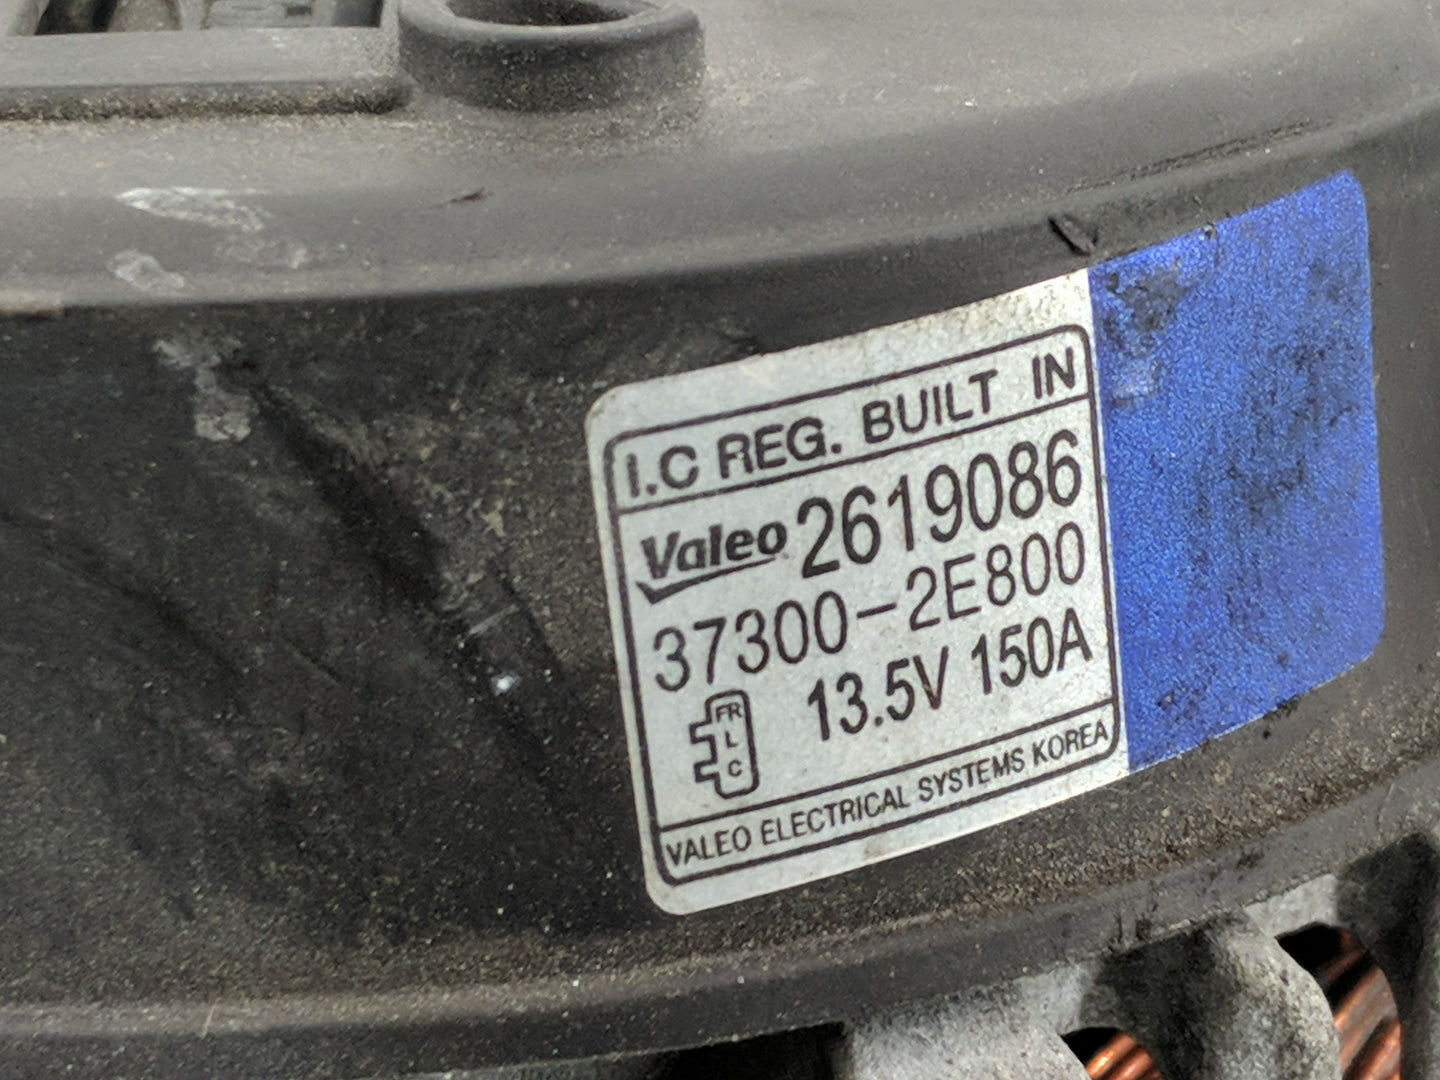 I.C REG. BUILT IN
Valeo 2619086
37300-2E800
13.5V 150A
FR
L
C
VALEO ELECTRICAL SYSTEMS KOREA